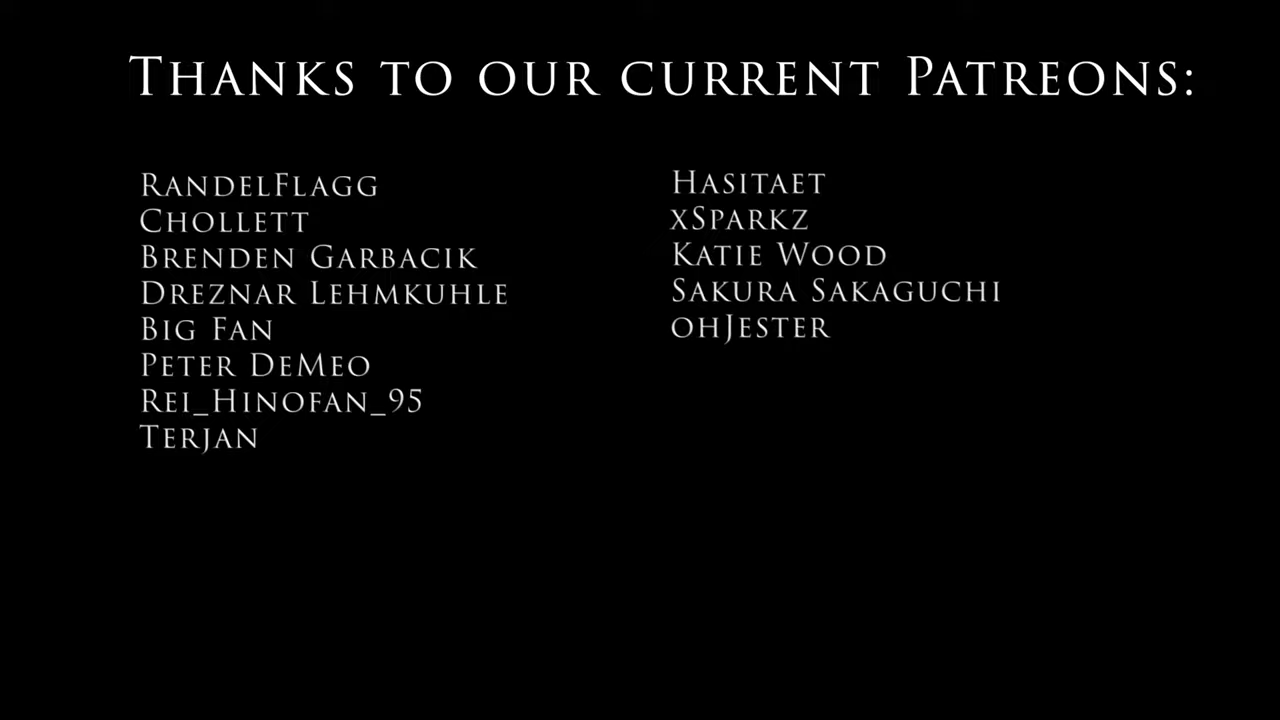 Thanks to our current Patreons:
RandelFlagg
Chollett
Brenden Garbacik
Dreznar Lehmkuhle
Big Fan
Peter DeMeo
Rei_Hinofan_95
Terjan
Hasitaet
xSparkz
Katie Wood
Sakura Sakaguchi
ohJester